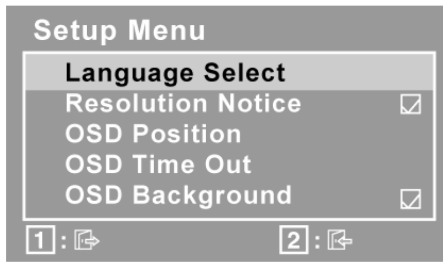 Setup Menu
Language Select
Resolution Notice
OSD Position
OSD Time Out
OSD Background
1 : 2 :